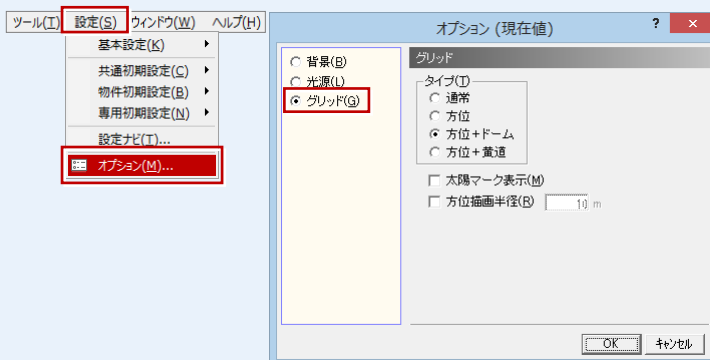 ツール(T) 設定(S) ウィンドウ(W) ヘルプ(H)
基本設定(K)
共通初期設定(C)
物件初期設定(B)
専用初期設定(N)
設定ナビ(T)...
オプション(M)...
オプション (現在値) ? ×
背景(B)
光源(L)
グリッド(G)
グリッド
タイプ(T)
通常
方位
方位+ドーム
方位+黄道
太陽マーク表示(M)
方位描画半径(R) 10 m
OK キャンセル